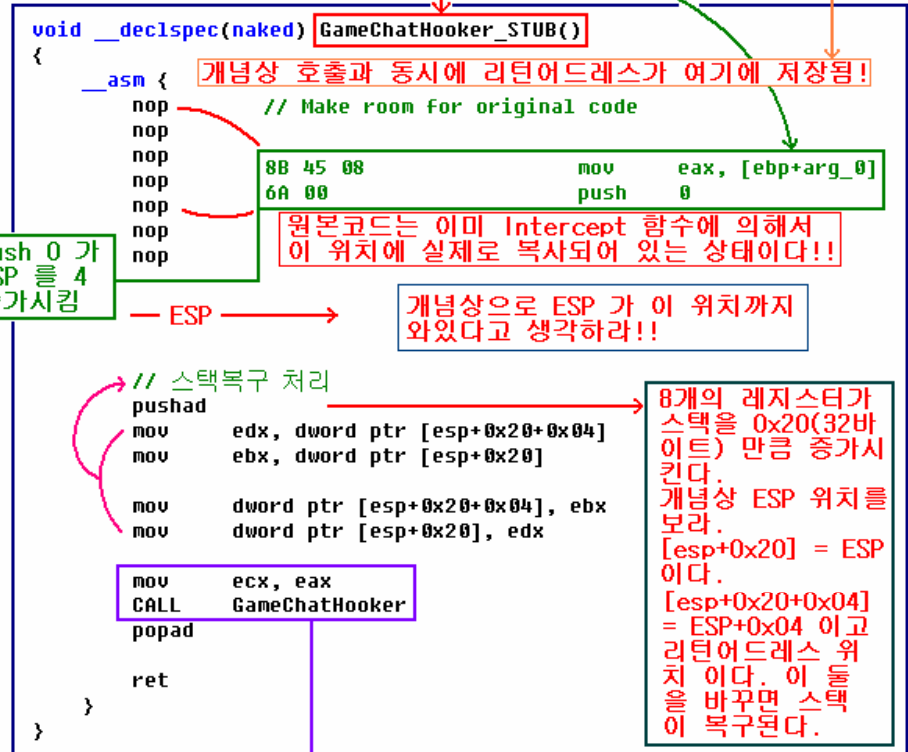 void __declspec(naked) GameChatHooker_STUB()
{
__asm {
개념상 호출과 동시에 리턴어드레스가 여기에 저장됨!
nop // Make room for original code
nop
nop
nop
nop
nop
nop
8B 45 08 mov eax, [ebp+arg_0]
6A 00 push 0
원본코드는 이미 Intercept 함수에 의해서
이 위치에 실제로 복사되어 있는 상태이다!!
0 가
를 4
ESP
개념상으로 ESP 가 이 위치까지
와있다고 생각하라!!
// 스택복구 처리
pushad
mov edx, dword ptr [esp+0x20+0x04]
mov ebx, dword ptr [esp+0x20]
mov dword ptr [esp+0x20+0x04], ebx
mov dword ptr [esp+0x20], edx
mov ecx, eax
CALL GameChatHooker
popad
ret
}
}
8개의 레지스터가
스택을 0x20(32바
이트) 만큼 증가시
킨다.
개념상 ESP 위치를
보라.
[esp+0x20] = ESP
이다.
[esp+0x20+0x04]
= ESP+0x04 이고
리턴어드레스 위
치 이다. 이 둘
을 바꾸면 스택
이 복구된다.